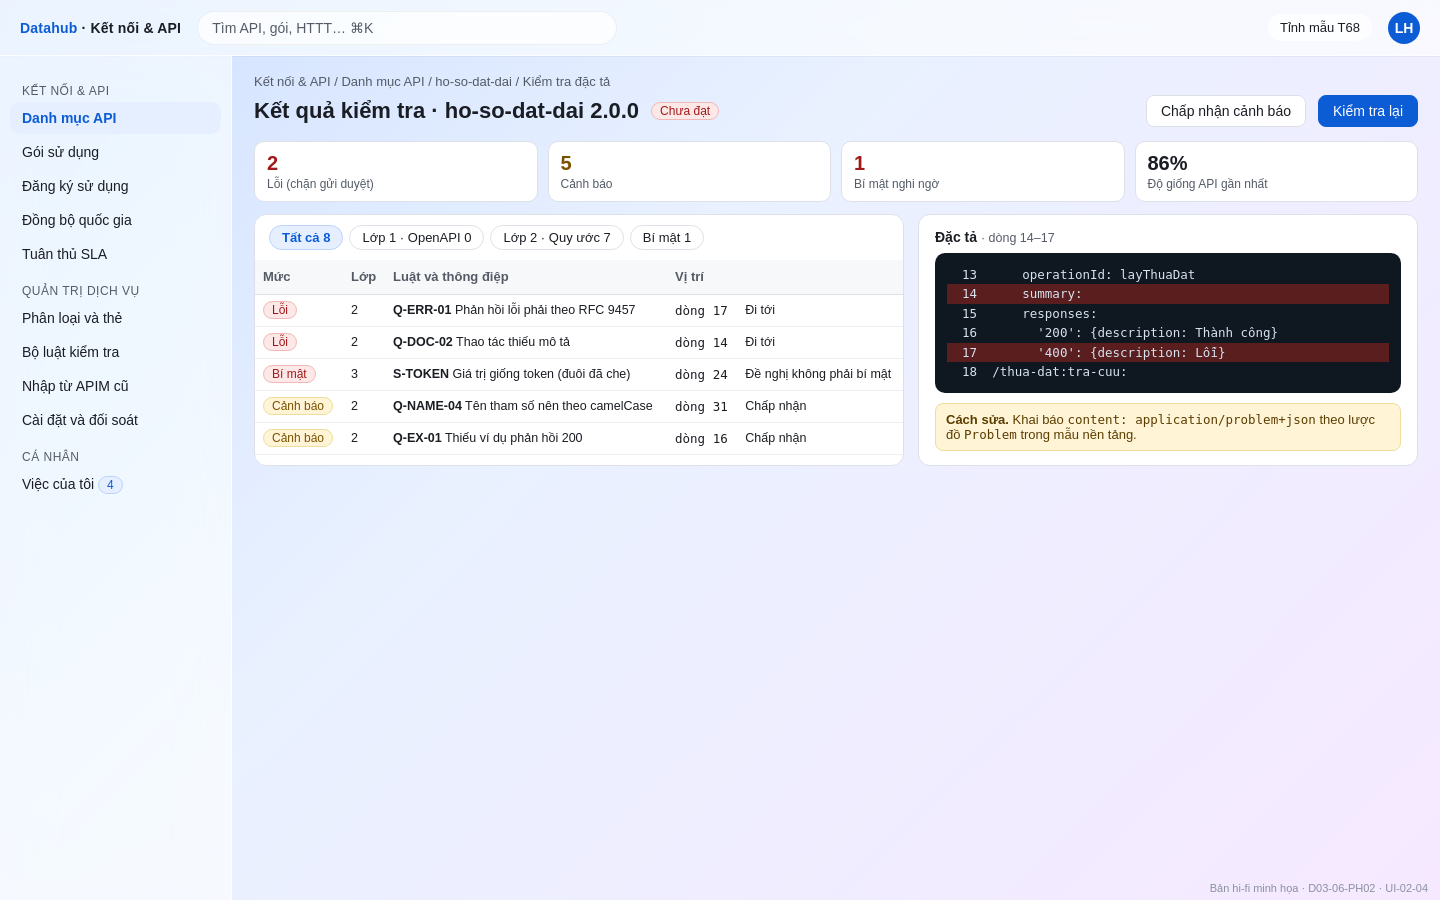 Datahub · Kết nối & API
Tìm API, gói, HTTT… ⌘K
Tỉnh mẫu T68
LH
KẾT NỐI & API
Danh mục API
Gói sử dụng
Đăng ký sử dụng
Đồng bộ quốc gia
Tuân thủ SLA
QUẢN TRỊ DỊCH VỤ
Phân loại và thẻ
Bộ luật kiểm tra
Nhập từ APIM cũ
Cài đặt và đối soát
CÁ NHÂN
Việc của tôi 4
Kết nối & API / Danh mục API / ho-so-dat-dai / Kiểm tra đặc tả
Kết quả kiểm tra · ho-so-dat-dai 2.0.0 Chưa đạt
Chấp nhận cảnh báo
Kiểm tra lại
2
Lỗi (chặn gửi duyệt)
5
Cảnh báo
1
Bí mật nghi ngờ
86%
Độ giống API gần nhất
Tất cả 8 Lớp 1 · OpenAPI 0 Lớp 2 · Quy ước 7 Bí mật 1
Mức Lớp Luật và thông điệp Vị trí
Lỗi 2 Q-ERR-01 Phản hồi lỗi phải theo RFC 9457 dòng 17 Đi tới
Lỗi 2 Q-DOC-02 Thao tác thiếu mô tả dòng 14 Đi tới
Bí mật 3 S-TOKEN Giá trị giống token (đuôi đã che) dòng 24 Đề nghị không phải bí mật
Cảnh báo 2 Q-NAME-04 Tên tham số nên theo camelCase dòng 31 Chấp nhận
Cảnh báo 2 Q-EX-01 Thiếu ví dụ phản hồi 200 dòng 16 Chấp nhận
Đặc tả · dòng 14–17
13 operationId: layThuaDat
14 summary:
15 responses:
16 '200': {description: Thành công}
17 '400': {description: Lỗi}
18 /thua-dat:tra-cuu:
Cách sửa. Khai báo content: application/problem+json theo lược
đồ Problem trong mẫu nền tảng.
Bản hi-fi minh họa · D03-06-PH02 · UI-02-04